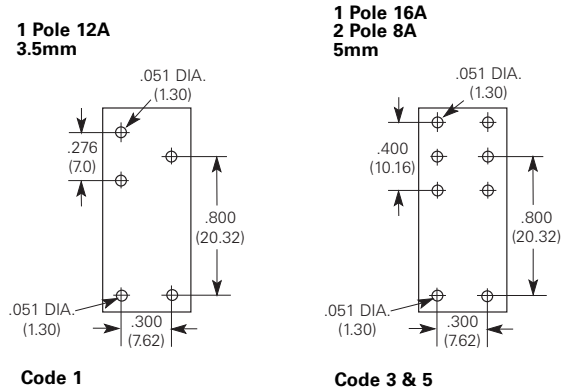 1 Pole 12A
3.5mm
.051 DIA.
(1.30)
.276
(7.0)
.800
(20.32)
.051 DIA.
(1.30)
.300
(7.62)
Code 1
1 Pole 16A
2 Pole 8A
5mm
.051 DIA.
(1.30)
.400
(10.16)
.800
(20.32)
.051 DIA.
(1.30)
.300
(7.62)
Code 3 & 5